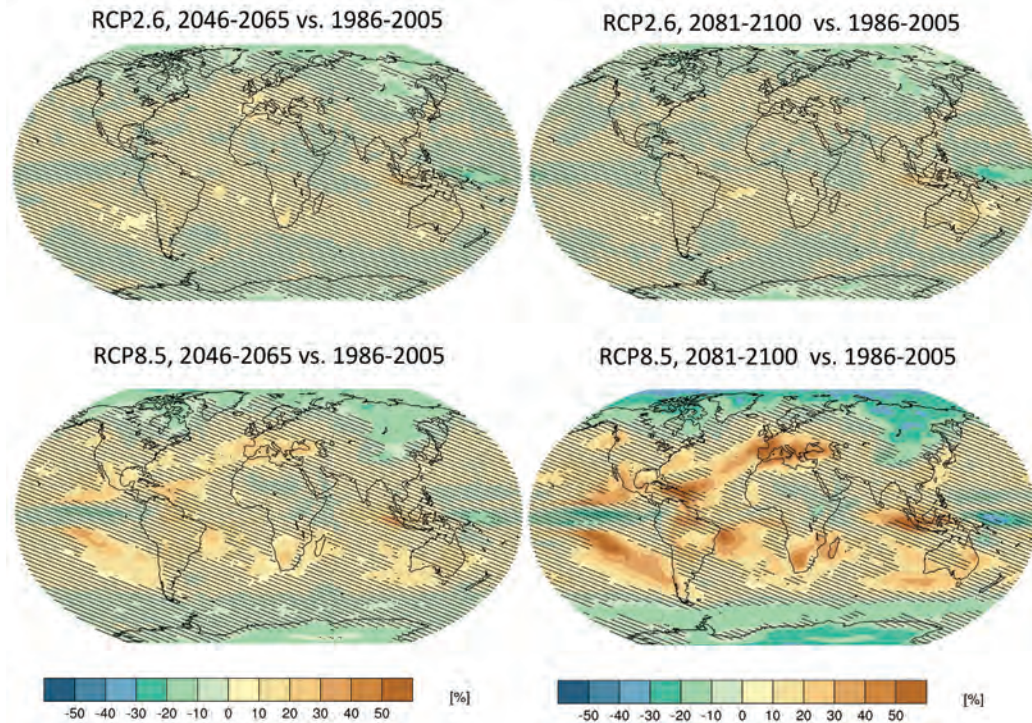 RCP2.6, 2046-2065 vs. 1986-2005
RCP2.6, 2081-2100 vs. 1986-2005
RCP8.5, 2046-2065 vs. 1986-2005
RCP8.5, 2081-2100 vs. 1986-2005
-50 -40 -30 -20 -10 0 10 20 30 40 50 [%]
-50 -40 -30 -20 -10 0 10 20 30 40 50 [%]